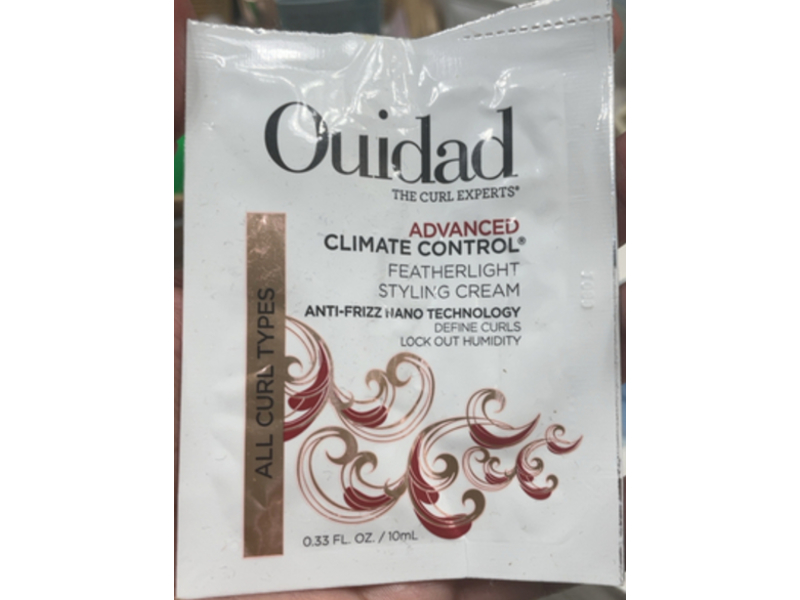 Ouidad
THE CURL EXPERTS®
ADVANCED
CLIMATE CONTROL®
FEATHERLIGHT
STYLING CREAM
ANTI-FRIZZ NANO TECHNOLOGY
DEFINE CURLS
LOCK OUT HUMIDITY
ALL CURL TYPES
0.33 FL. OZ. / 10mL